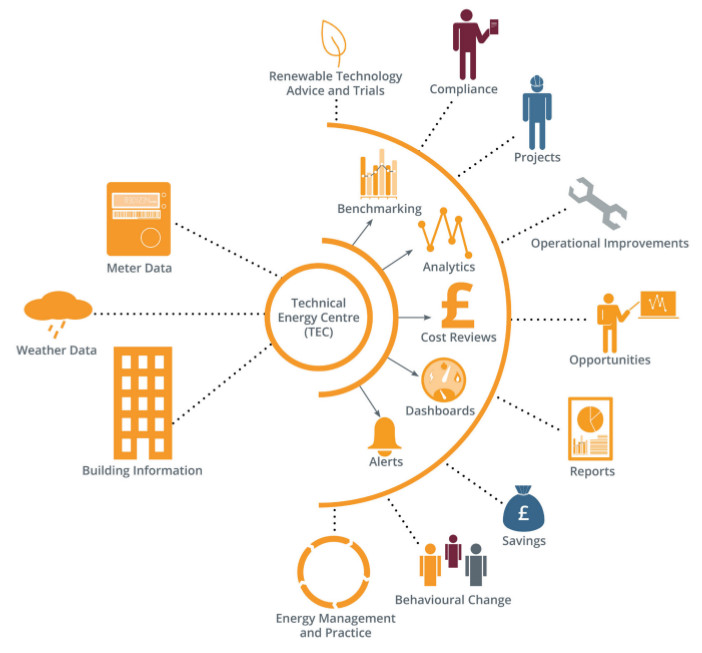 Renewable Technology
Advice and Trials
Compliance
Projects
Benchmarking
Operational Improvements
Analytics
Meter Data
Technical
Energy Centre
(TEC)
£
Cost Reviews
Weather Data
Opportunities
Dashboards
Building Information
Alerts
Reports
£
Savings
Behavioural Change
Energy Management
and Practice